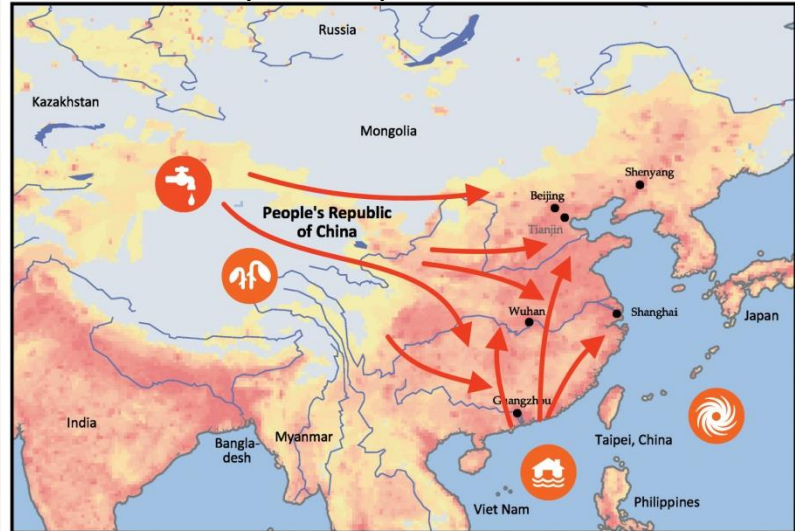 Russia
Kazakhstan
Mongolia
Shenyang
Beijing
People's Republic
of China
Tianjin
Wuhan
Shanghai
Japan
Guangzhou
India
Bangla-
desh
Myanmar
Taipei, China
Viet Nam
Philippines